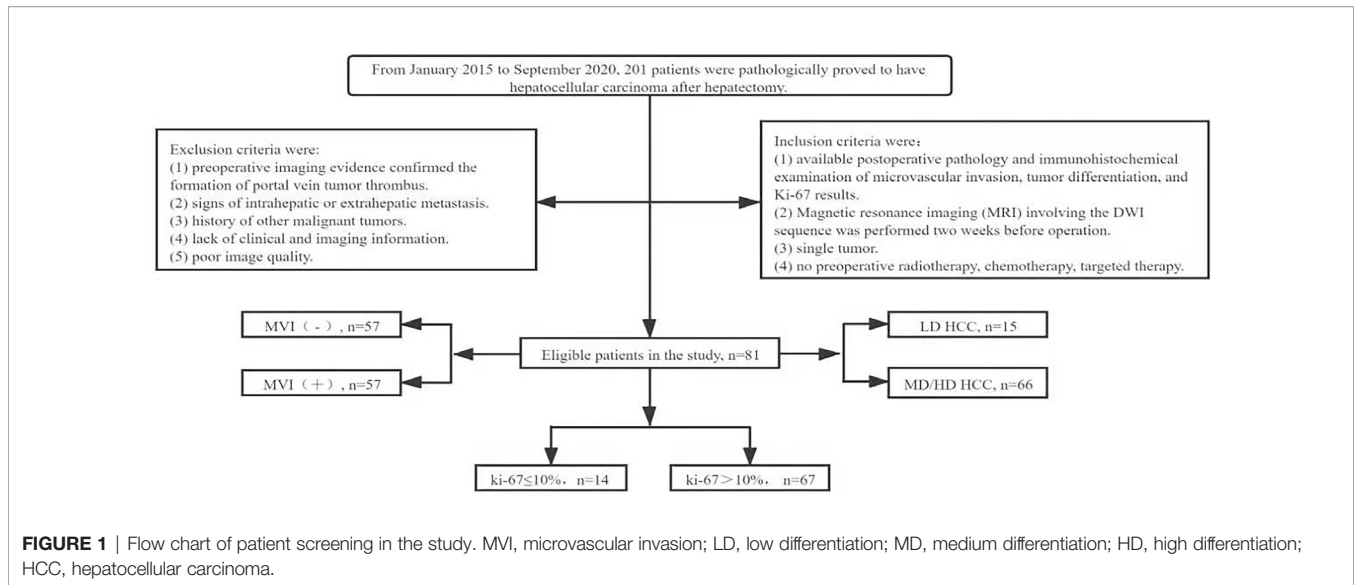 From January 2015 to September 2020, 201 patients were pathologically proved to have
hepatocellular carcinoma after hepatectomy.
Exclusion criteria were:
(1) preoperative imaging evidence confirmed the
formation of portal vein tumor thrombus.
(2) signs of intrahepatic or extrahepatic metastasis.
(3) history of other malignant tumors.
(4) lack of clinical and imaging information.
(5) poor image quality.
Inclusion criteria were：
(1) available postoperative pathology and immunohistochemical
examination of microvascular invasion, tumor differentiation, and
Ki-67 results.
(2) Magnetic resonance imaging (MRI) involving the DWI
sequence was performed two weeks before operation.
(3) single tumor.
(4) no preoperative radiotherapy, chemotherapy, targeted therapy.
MVI（-）, n=57
MVI（+）, n=57
Eligible patients in the study, n=81
LD HCC, n=15
MD/HD HCC, n=66
ki-67≤10%， n=14
ki-67＞10%， n=67
FIGURE 1 | Flow chart of patient screening in the study. MVI, microvascular invasion; LD, low differentiation; MD, medium differentiation; HD, high differentiation;
HCC, hepatocellular carcinoma.